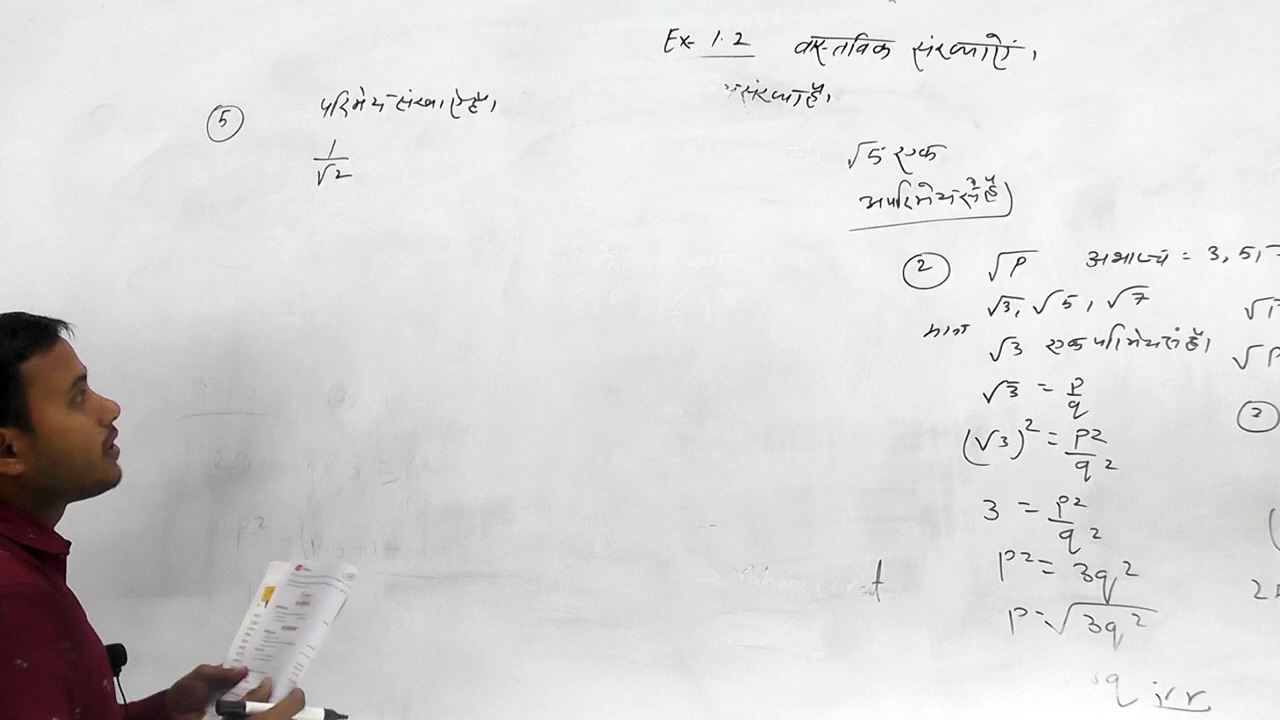 Ex- 1.2 वास्तविक संख्याएं।
संख्या है।
5 परिमेय संख्याएं हैं।
1/√2
√5 एक
अपरिमेय सं है
2 √P अभाज्य = 3, 5, 7
√3, √5, √7
माना √3 एक परिमेय सं है।
√3 = p/q
(√3)² = p²/q²
3 = p²/q²
p² = 3q²
p = √3q²
q irr